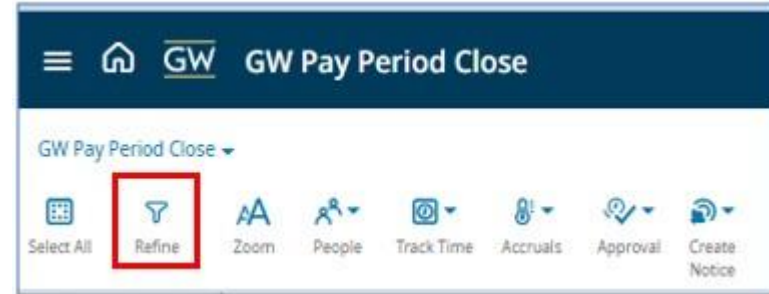 GW GW Pay Period Close
GW Pay Period Close
Select All Refine Zoom People Track Time Accruals Approval Create
Notice